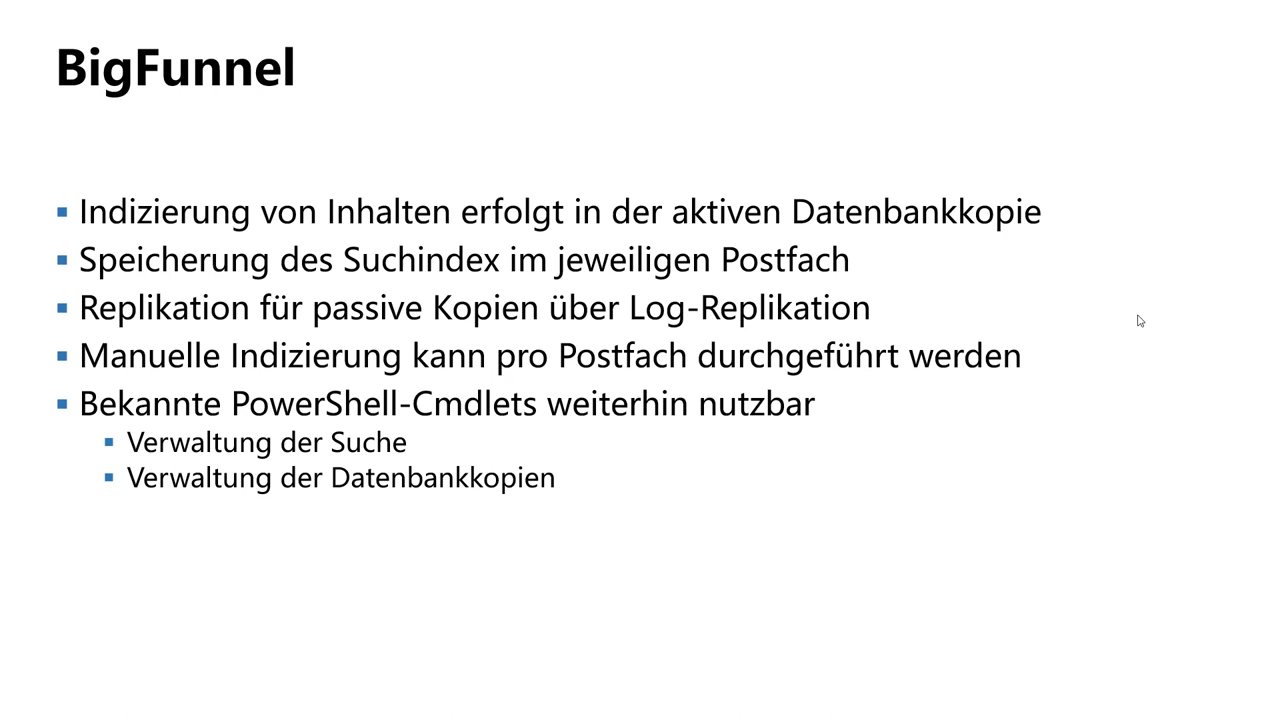 BigFunnel
Indizierung von Inhalten erfolgt in der aktiven Datenbankkopie
Speicherung des Suchindex im jeweiligen Postfach
Replikation für passive Kopien über Log-Replikation
Manuelle Indizierung kann pro Postfach durchgeführt werden
Bekannte PowerShell-Cmdlets weiterhin nutzbar
Verwaltung der Suche
Verwaltung der Datenbankkopien